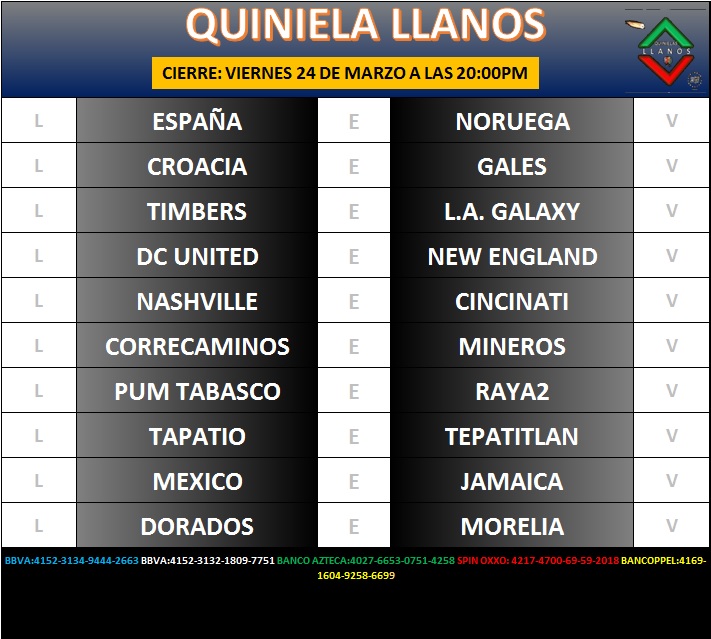 QUINIELA LLANOS
QUINIELAS
LLANOS
CIERRE: VIERNES 24 DE MARZO A LAS 20:00PM
L ESPAÑA E NORUEGA V
L CROACIA E GALES V
L TIMBERS E L.A. GALAXY V
L DC UNITED E NEW ENGLAND V
L NASHVILLE E CINCINATI V
L CORRECAMINOS E MINEROS V
L PUM TABASCO E RAYA2 V
L TAPATIO E TEPATITLAN V
L MEXICO E JAMAICA V
L DORADOS E MORELIA V
BBVA:4152-3134-9444-2663 BBVA:4152-3132-1809-7751 BANCO AZTECA:4027-6653-0751-4258 SPIN OXXO: 4217-4700-69-59-2018 BANCOPPEL:4169-
1604-9258-6699